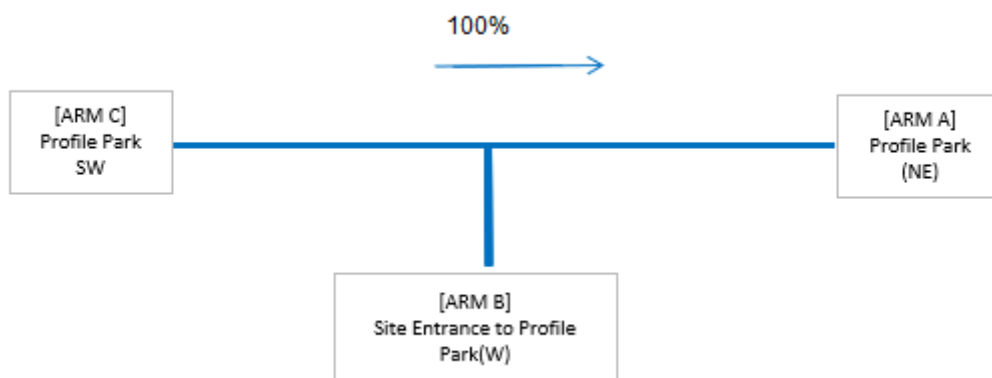 100%
[ARM C]
Profile Park
SW
[ARM A]
Profile Park
(NE)
[ARM B]
Site Entrance to Profile
Park(W)